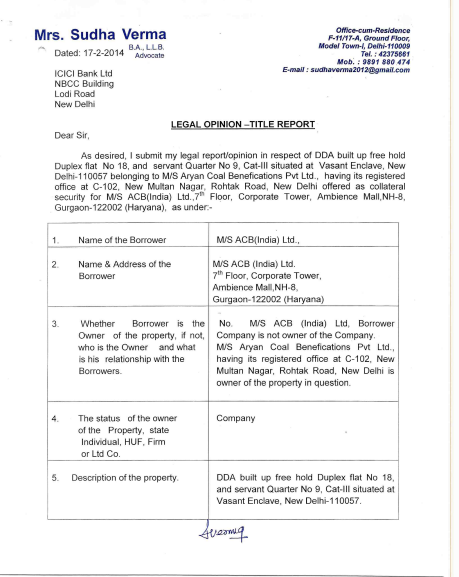 Mrs. Sudha Verma
B.A., L.L.B.
Advocate
Dated: 17-2-2014
Office-cum-Residence
F-11/17-A, Ground Floor,
Model Town-I, Delhi-110009
Tel. : 42375661
Mob. : 9891 880 474
E-mail : sudhaverma2012@gmail.com
ICICI Bank Ltd
NBCC Building
Lodi Road
New Delhi
LEGAL OPINION –TITLE REPORT
Dear Sir,
As desired, I submit my legal report/opinion in respect of DDA built up free hold
Duplex flat No 18, and servant Quarter No 9, Cat-III situated at Vasant Enclave, New
Delhi-110057 belonging to M/S Aryan Coal Benefications Pvt Ltd., having its registered
office at C-102, New Multan Nagar, Rohtak Road, New Delhi offered as collateral
security for M/S ACB(India) Ltd.,7th Floor, Corporate Tower, Ambience Mall,NH-8,
Gurgaon-122002 (Haryana), as under:-
1. Name of the Borrower
M/S ACB(India) Ltd.,
2. Name & Address of the
Borrower
M/S ACB (India) Ltd.
7th Floor, Corporate Tower,
Ambience Mall,NH-8,
Gurgaon-122002 (Haryana)
3. Whether Borrower is the
Owner of the property, if not,
who is the Owner and what
is his relationship with the
Borrowers.
No. M/S ACB (India) Ltd, Borrower
Company is not owner of the Company.
M/S Aryan Coal Benefications Pvt Ltd.,
having its registered office at C-102, New
Multan Nagar, Rohtak Road, New Delhi is
owner of the property in question.
4. The status of the owner
of the Property, state
Individual, HUF, Firm
or Ltd Co.
Company
5. Description of the property.
DDA built up free hold Duplex flat No 18,
and servant Quarter No 9, Cat-III situated at
Vasant Enclave, New Delhi-110057.